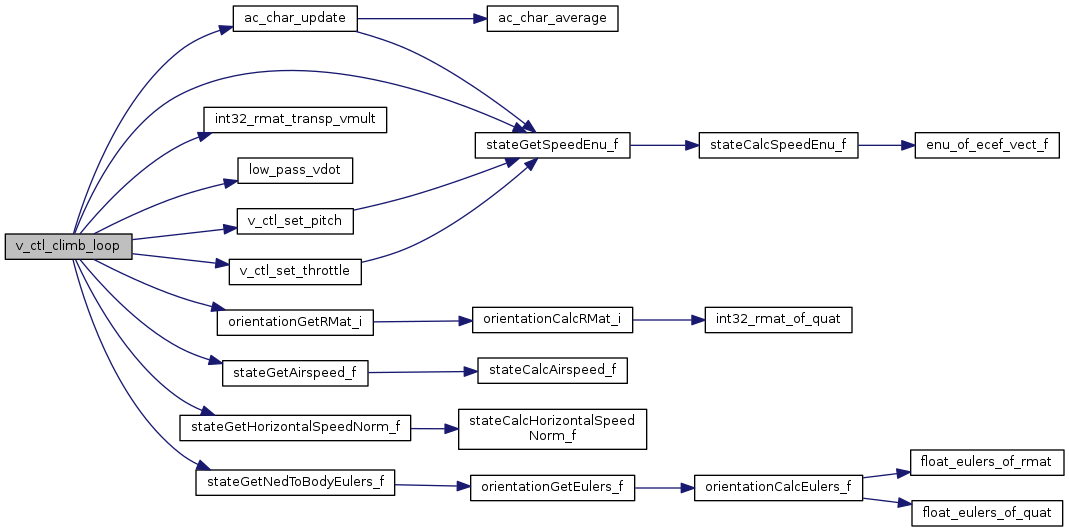 ac_char_update
ac_char_average
int32_rmat_transp_vmult
stateGetSpeedEnu_f
stateCalcSpeedEnu_f
enu_of_ecef_vect_f
low_pass_vdot
v_ctl_set_pitch
v_ctl_climb_loop
v_ctl_set_throttle
orientationGetRMat_i
orientationCalcRMat_i
int32_rmat_of_quat
stateGetAirspeed_f
stateCalcAirspeed_f
stateGetHorizontalSpeedNorm_f
stateCalcHorizontalSpeed
Norm_f
stateGetNedToBodyEulers_f
orientationGetEulers_f
orientationCalcEulers_f
float_eulers_of_rmat
float_eulers_of_quat